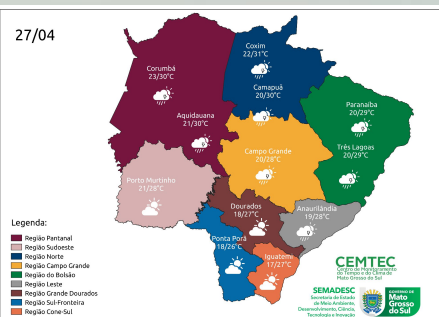 27/04
Coxim
22/31°C
Corumbá
23/30°C
Camapuã
20/30°C
Paranaíba
20/29°C
Aquidauana
21/30°C
Três Lagoas
20/29°C
Campo Grande
20/28°C
Porto Murtinho
21/28°C
Dourados
18/27°C
Anaurilândia
19/28°C
Ponta Porã
18/26°C
Iguatemi
17/27°C
Legenda:
Região Pantanal
Região Sudoeste
Região Norte
Região Campo Grande
Região do Bolsão
Região Leste
Região Grande Dourados
Região Sul-Fronteira
Região Cone-Sul
CEMTEC
Centro de Monitoramento
do Tempo e do Clima de
Mato Grosso do Sul
SEMADESC
Secretaria de Estado
de Meio Ambiente,
Desenvolvimento, Ciência,
Tecnologia e Inovação
GOVERNO DE
Mato
Grosso
do Sul